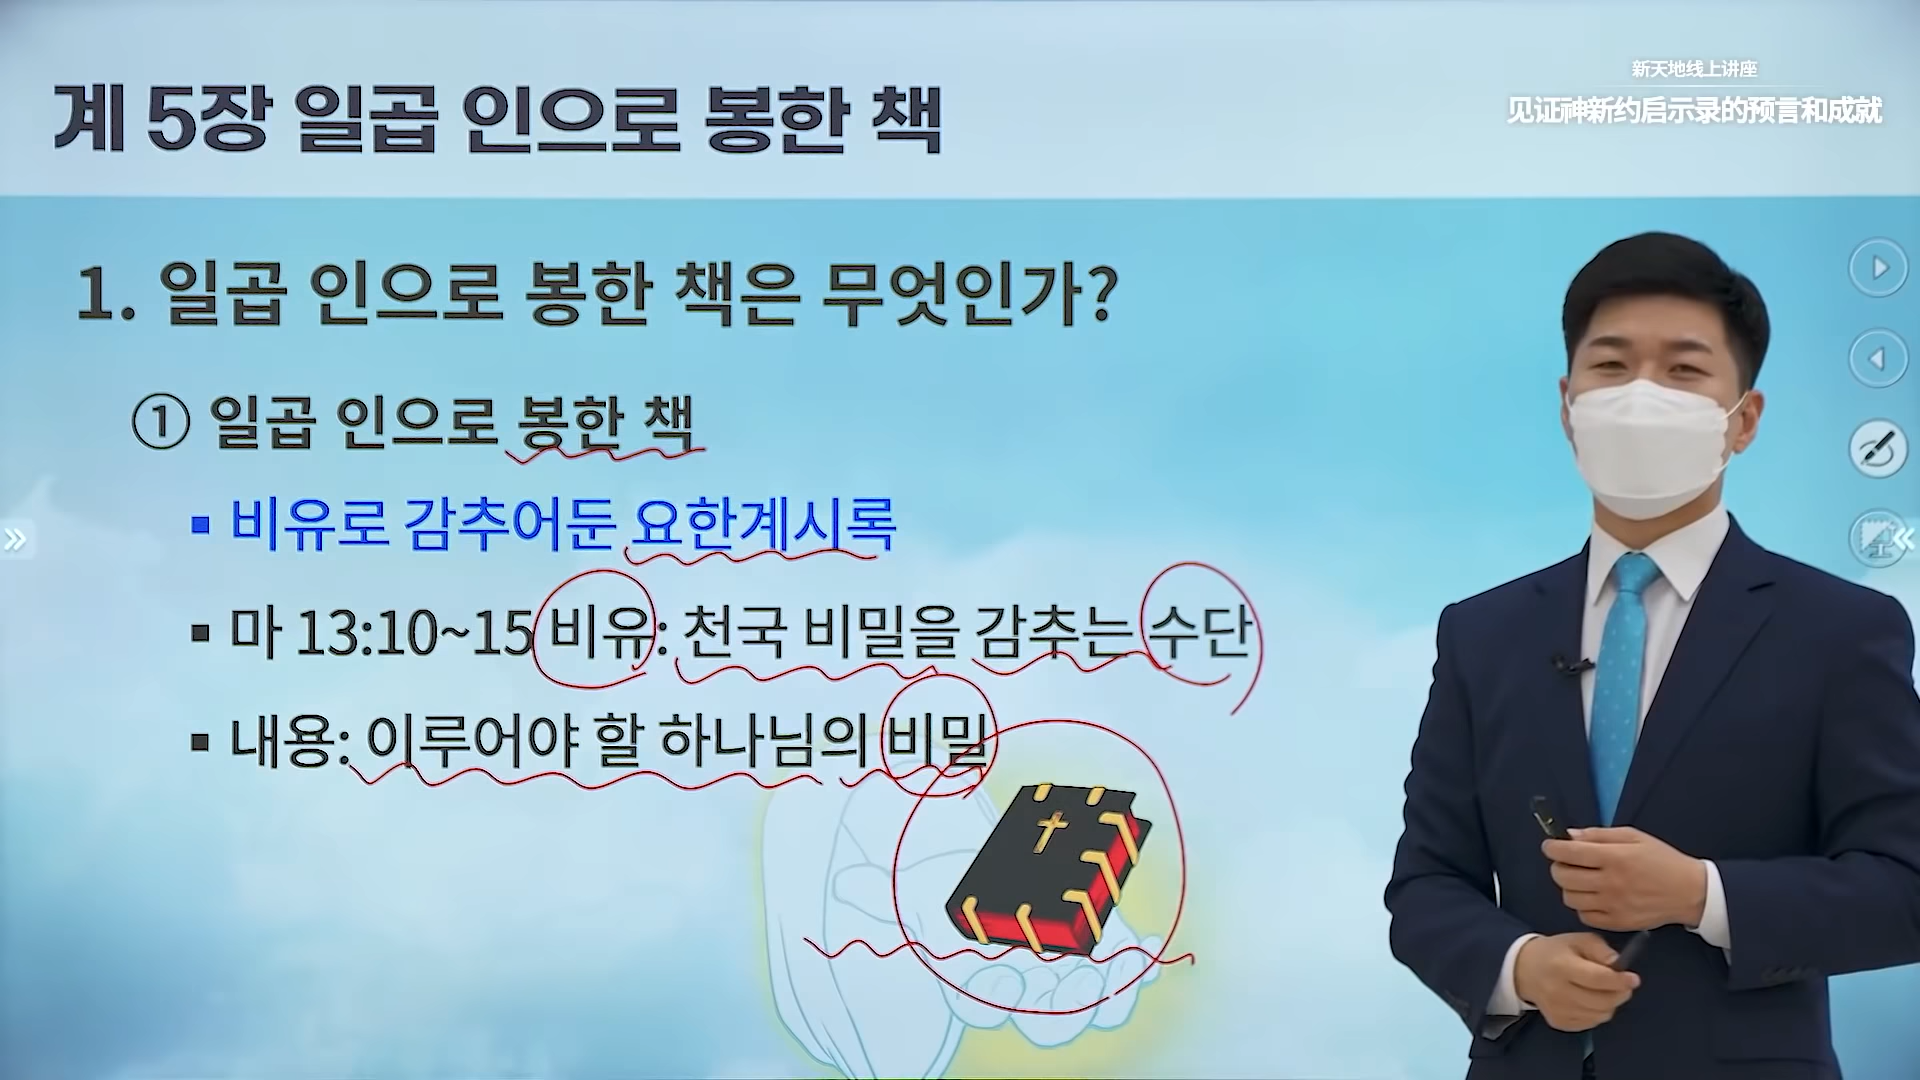 계 5장 일곱 인으로 봉한 책
新天地线上讲座
见证神新约启示录的预言和成就
1. 일곱 인으로 봉한 책은 무엇인가?
① 일곱 인으로 봉한 책
▪ 비유로 감추어둔 요한계시록
▪ 마 13:10~15 비유: 천국 비밀을 감추는 수단
▪ 내용: 이루어야 할 하나님의 비밀